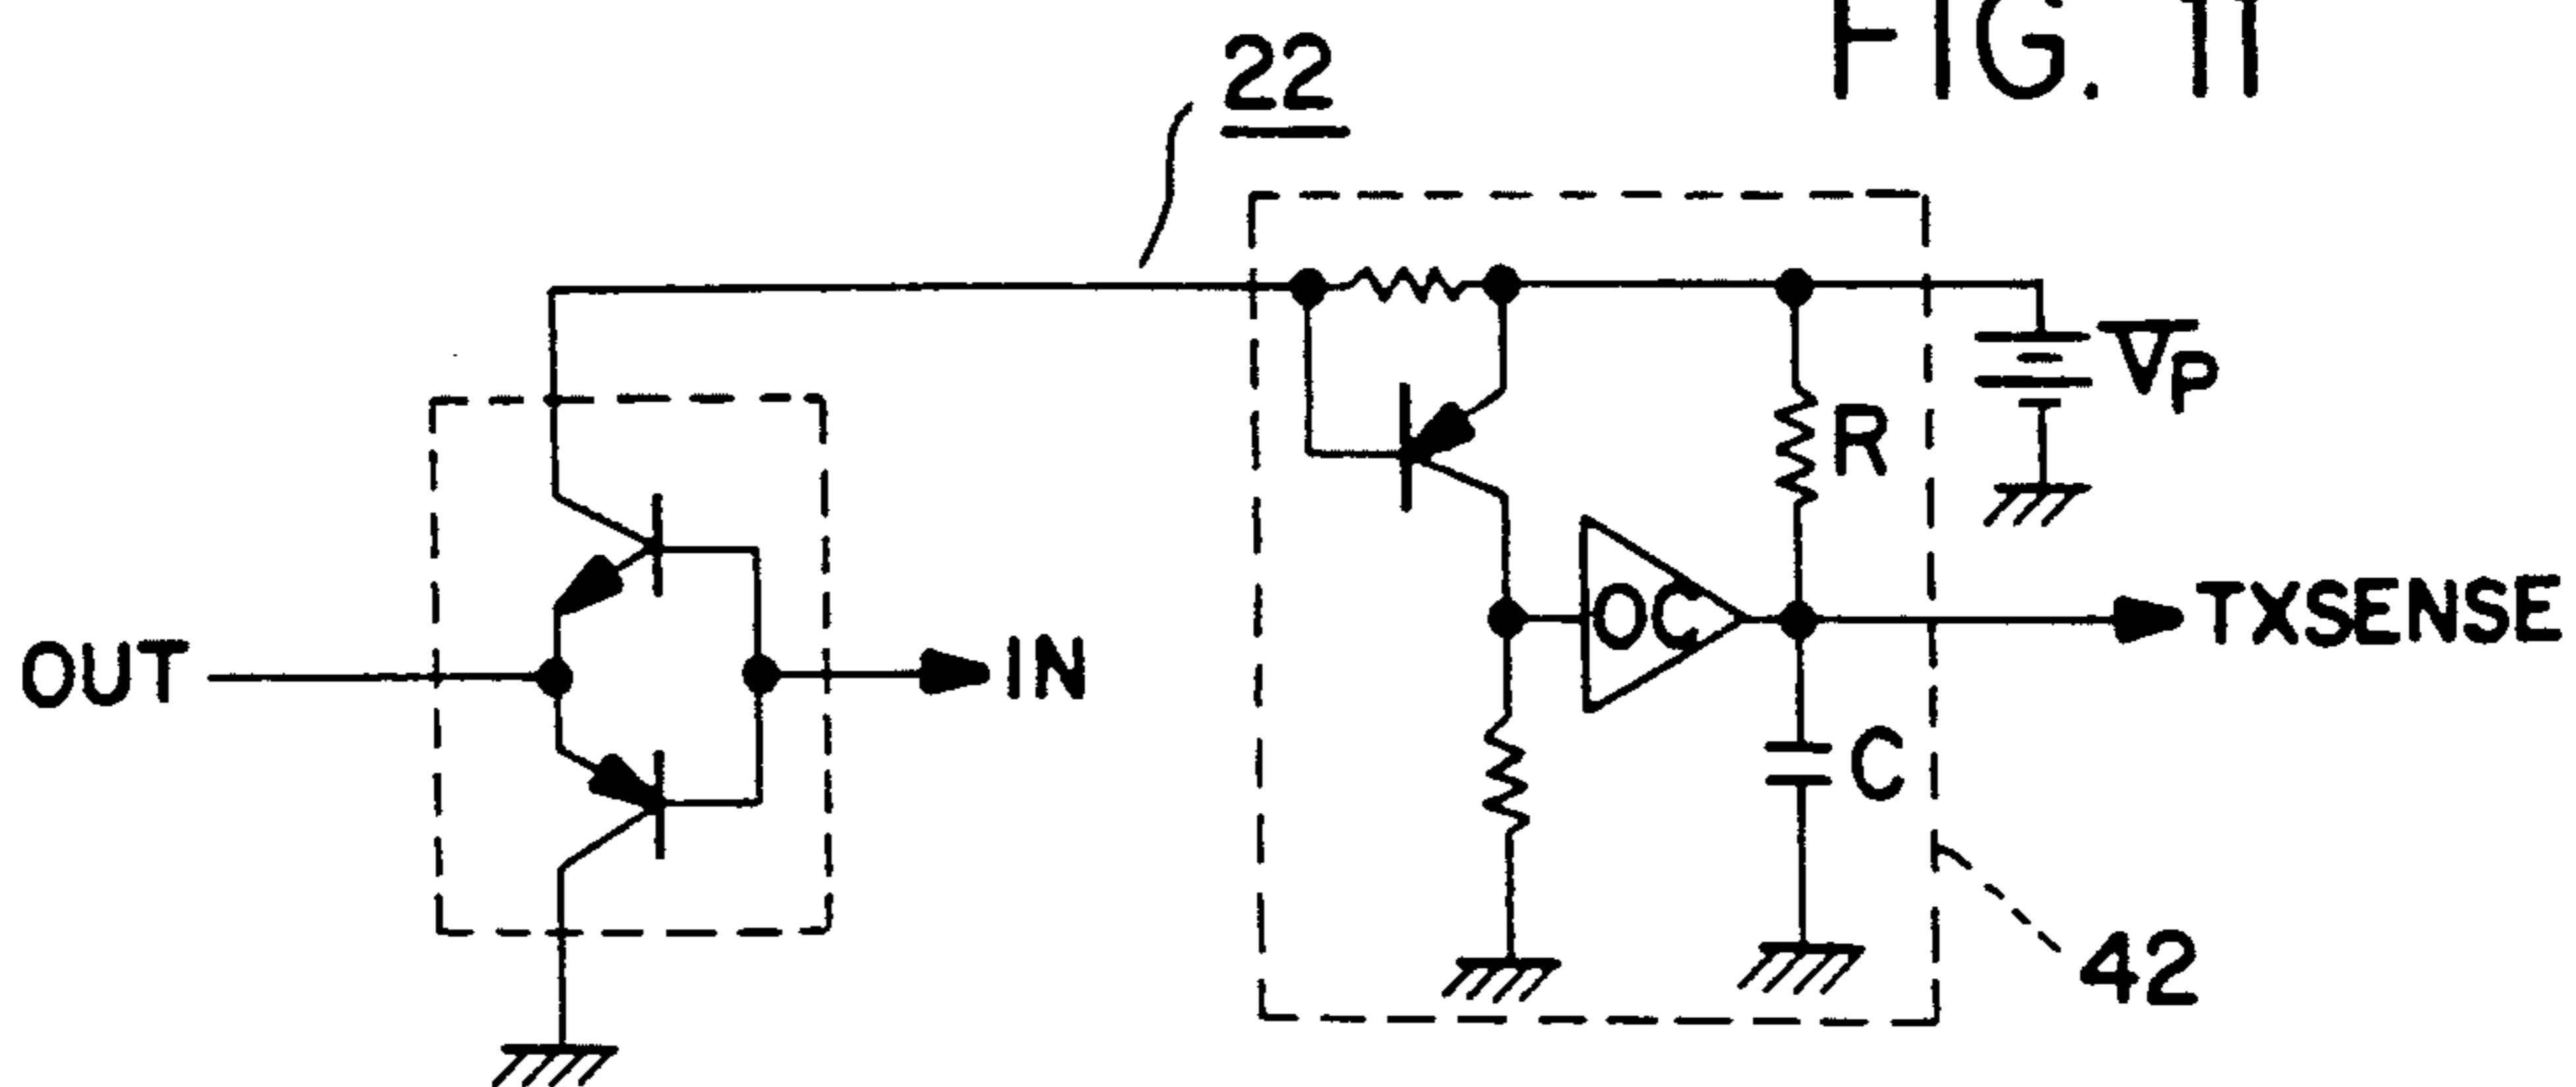 FIG. 11
22
VP
R
OC
TXSENSE
OUT
IN
C
42